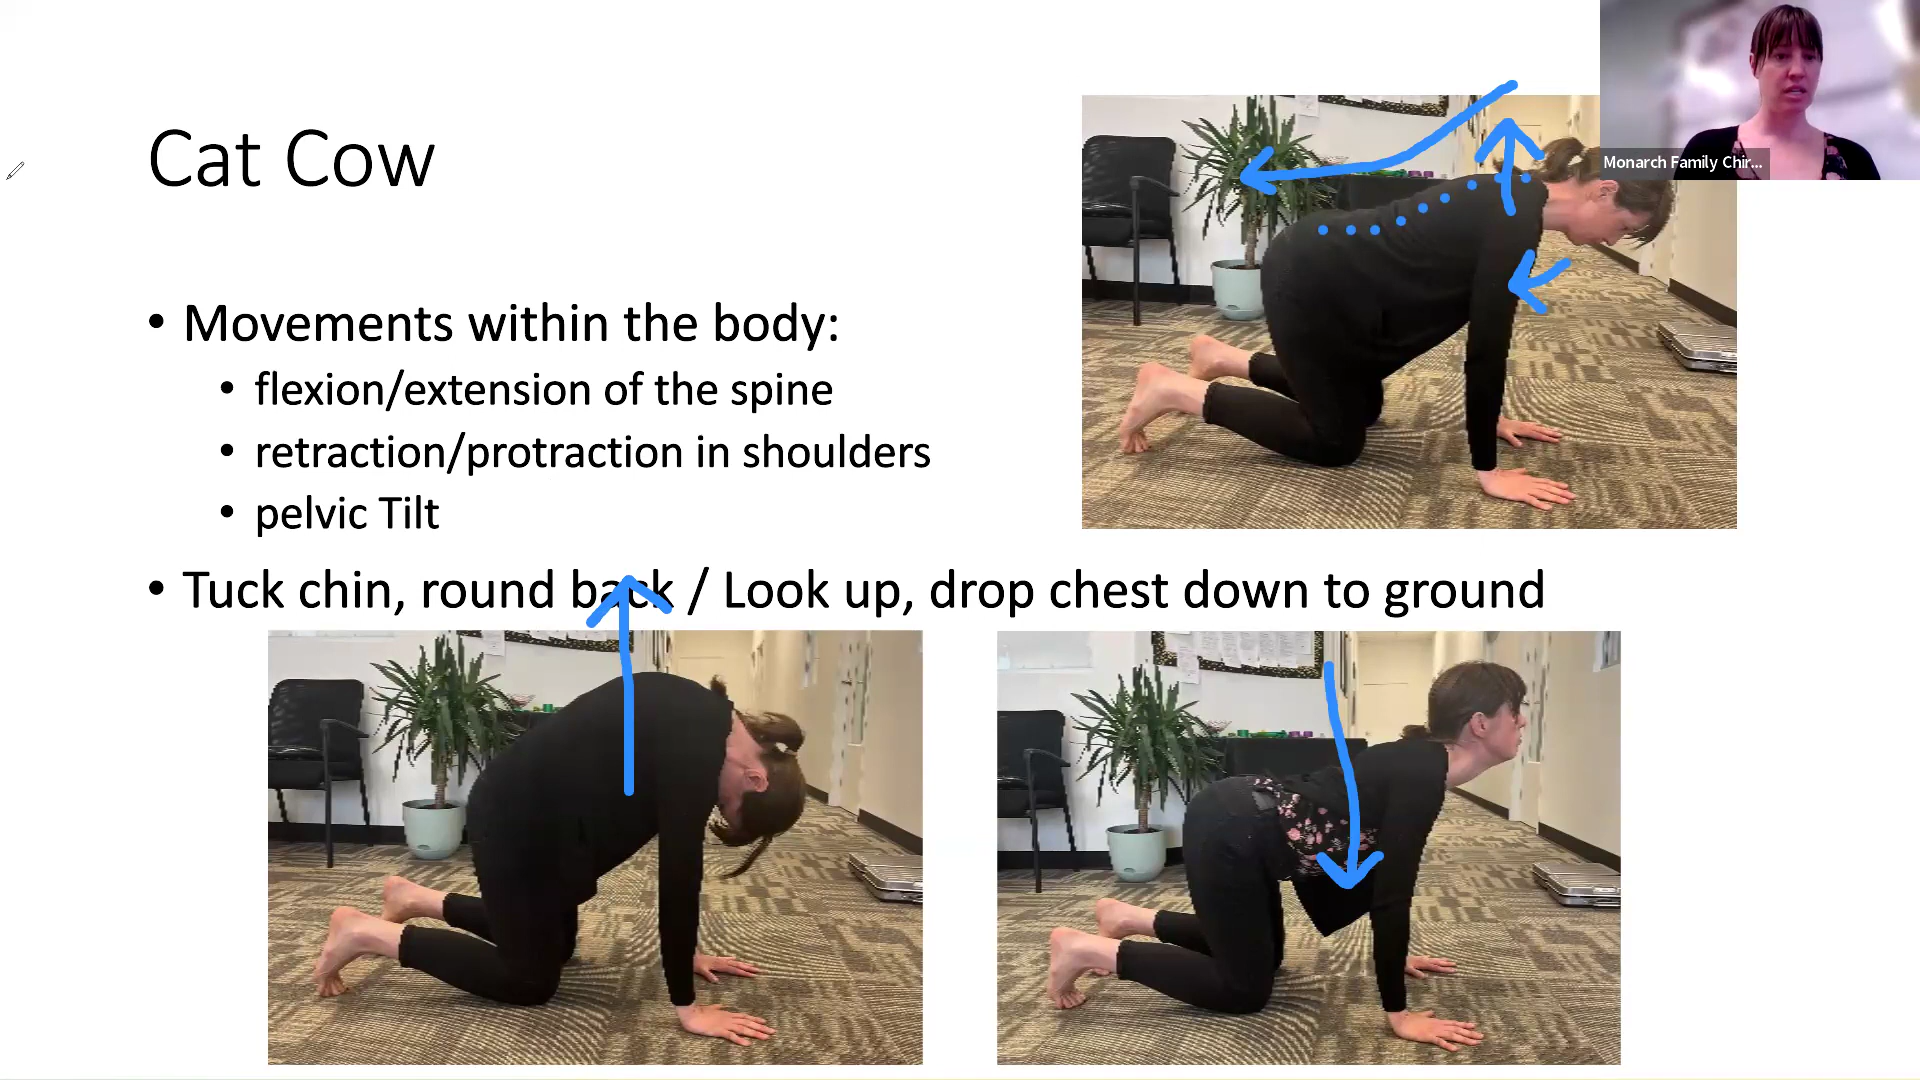 Cat Cow
Monarch Family Chir...
• Movements within the body:
• flexion/extension of the spine
• retraction/protraction in shoulders
• pelvic Tilt
• Tuck chin, round back / Look up, drop chest down to ground